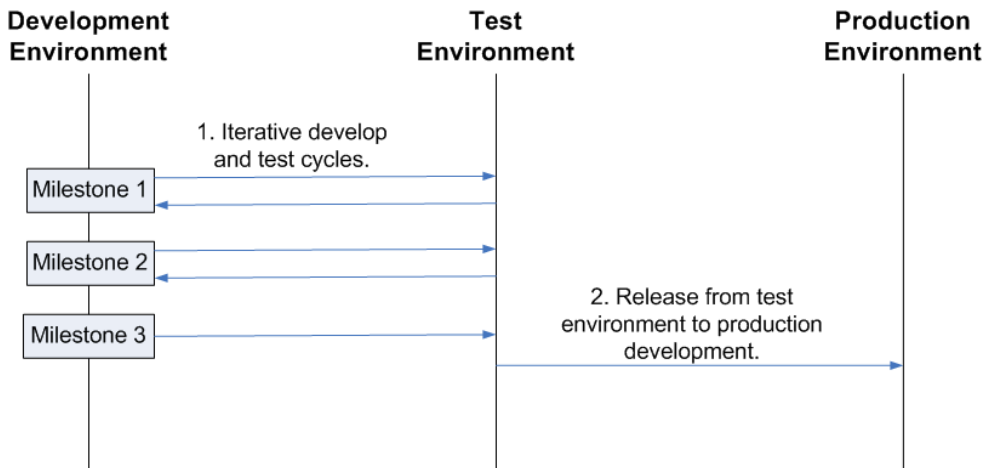 Development
Environment
Test
Environment
Production
Environment
1. Iterative develop
and test cycles.
Milestone 1
Milestone 2
2. Release from test
environment to production
development.
Milestone 3